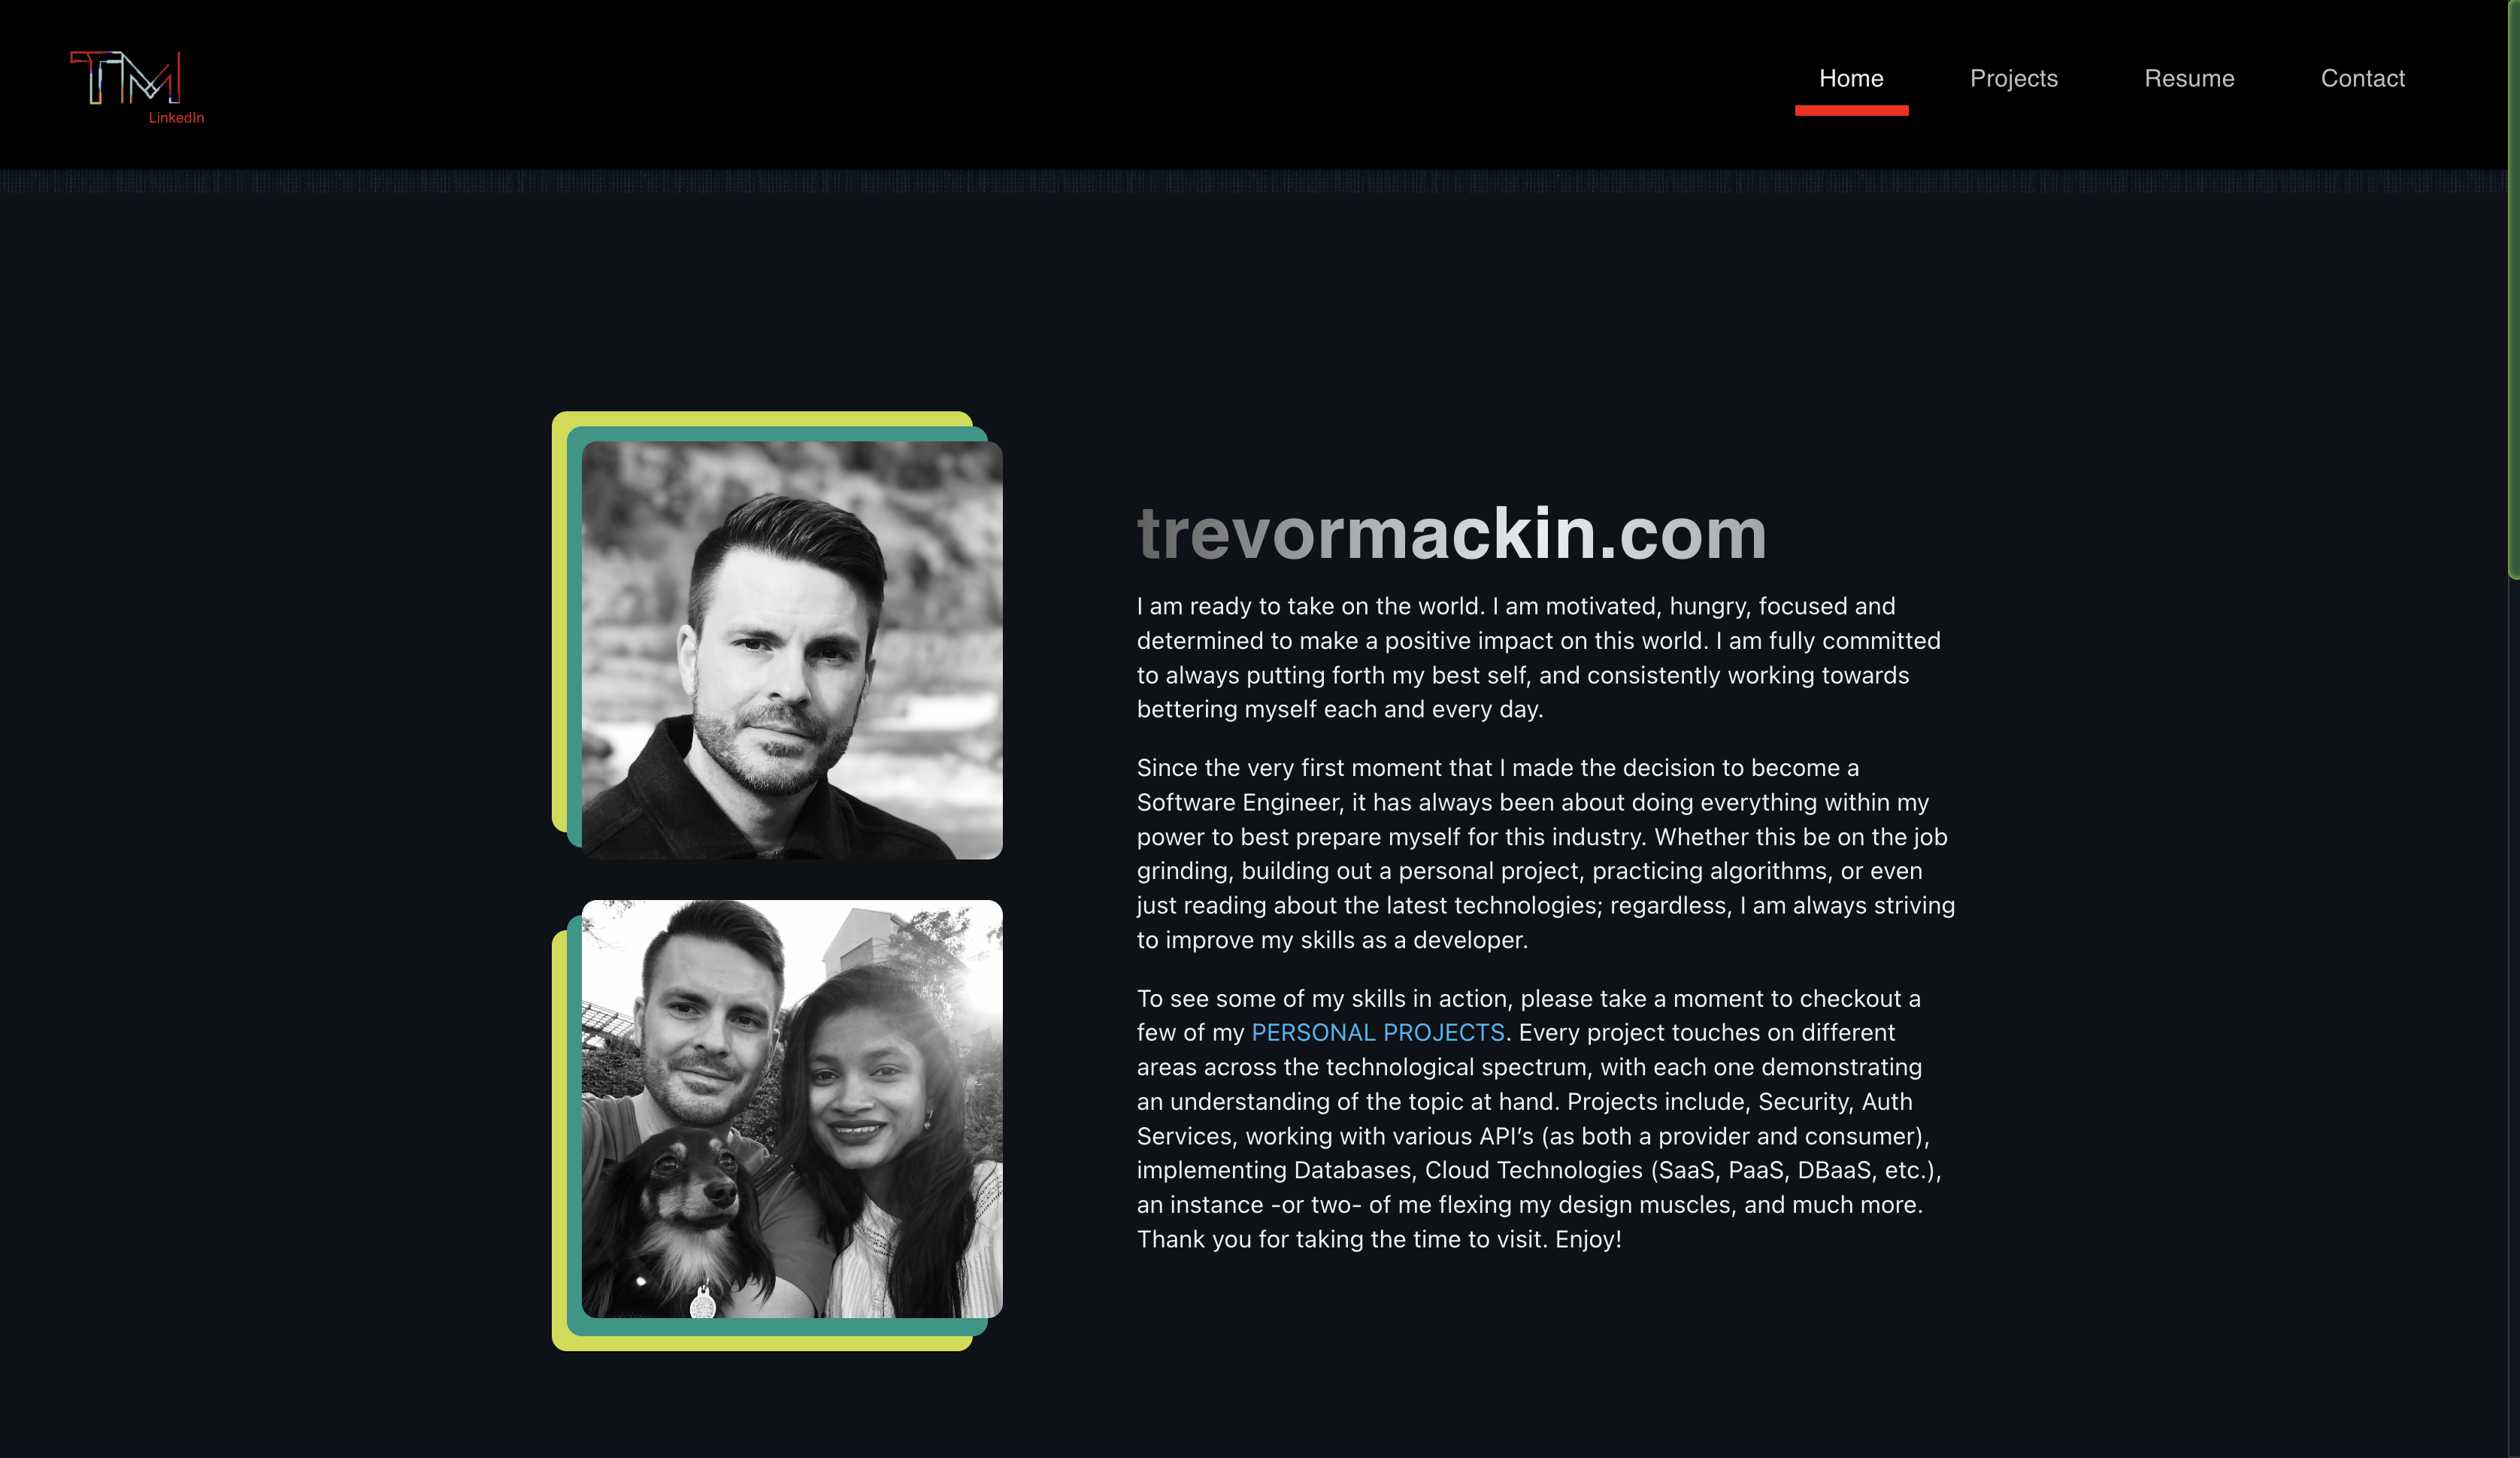 TM
LinkedIn
Home
Projects
Resume
Contact
trevormackin.com
I am ready to take on the world. I am motivated, hungry, focused and
determined to make a positive impact on this world. I am fully committed
to always putting forth my best self, and consistently working towards
bettering myself each and every day.
Since the very first moment that I made the decision to become a
Software Engineer, it has always been about doing everything within my
power to best prepare myself for this industry. Whether this be on the job
grinding, building out a personal project, practicing algorithms, or even
just reading about the latest technologies; regardless, I am always striving
to improve my skills as a developer.
To see some of my skills in action, please take a moment to checkout a
few of my PERSONAL PROJECTS. Every project touches on different
areas across the technological spectrum, with each one demonstrating
an understanding of the topic at hand. Projects include, Security, Auth
Services, working with various API’s (as both a provider and consumer),
implementing Databases, Cloud Technologies (SaaS, PaaS, DBaaS, etc.),
an instance -or two- of me flexing my design muscles, and much more.
Thank you for taking the time to visit. Enjoy!